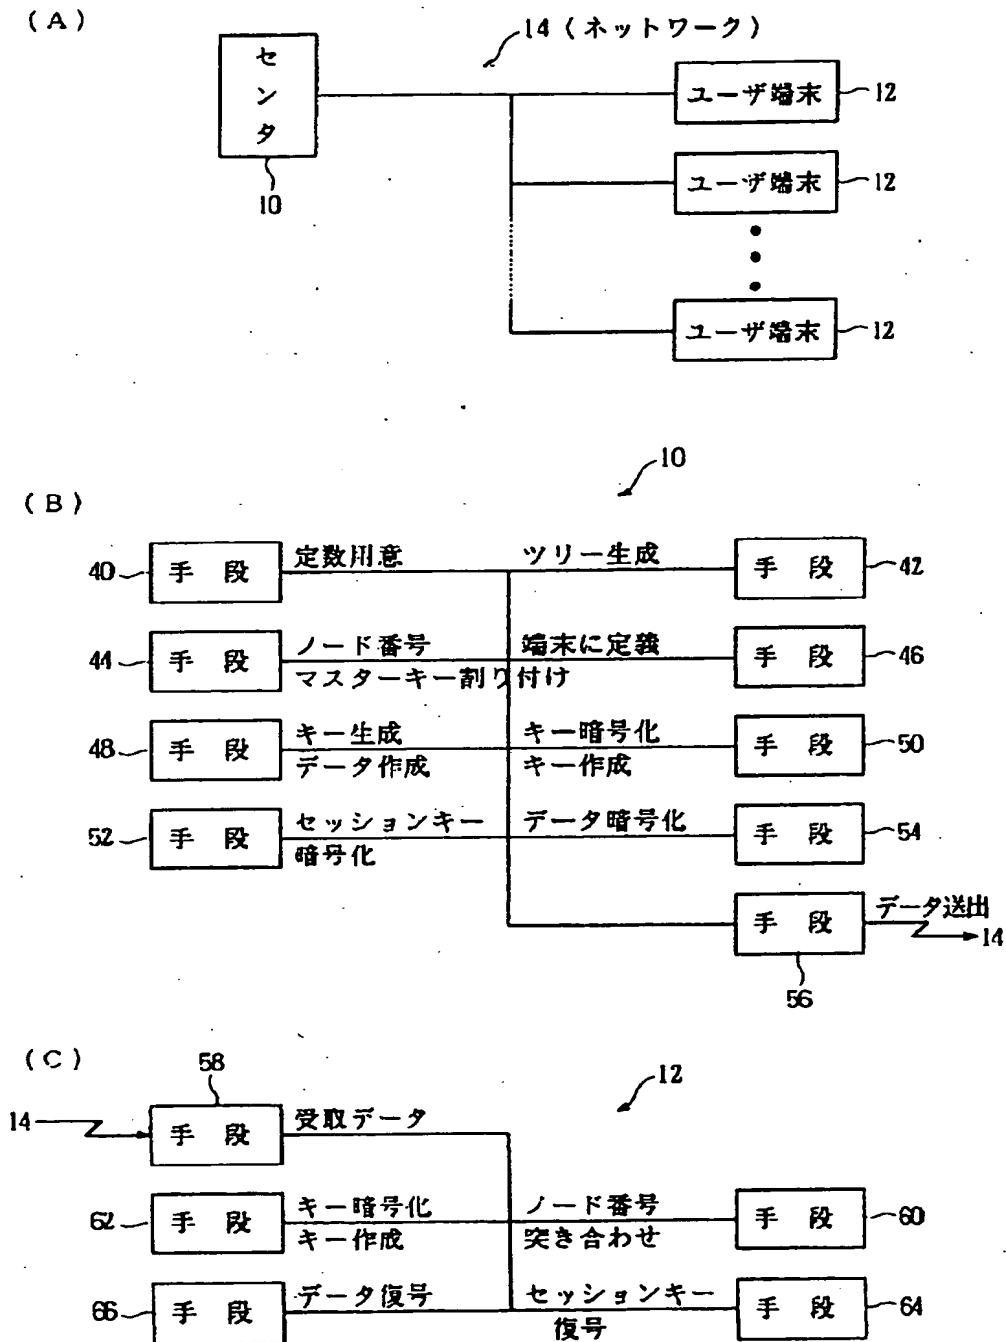 (A)
14(ネットワーク)
センタ
10
ユーザ端末 12
ユーザ端末 12
ユーザ端末 12
10
(B)
40 手 段 定数用意 ツリー生成 手 段 42
44 手 段 ノード番号 端末に定義 手 段 46
マスターキー割り付け
48 手 段 キー生成 キー暗号化 手 段 50
データ作成 キー作成
52 手 段 セッションキー データ暗号化 手 段 54
暗号化
手 段 データ送出
14
56
(C)
58
12
14 手 段 受取データ
62 手 段 キー暗号化 ノード番号 手 段 60
キー作成 突き合わせ
66 手 段 データ復号 セッションキー 手 段 64
復号